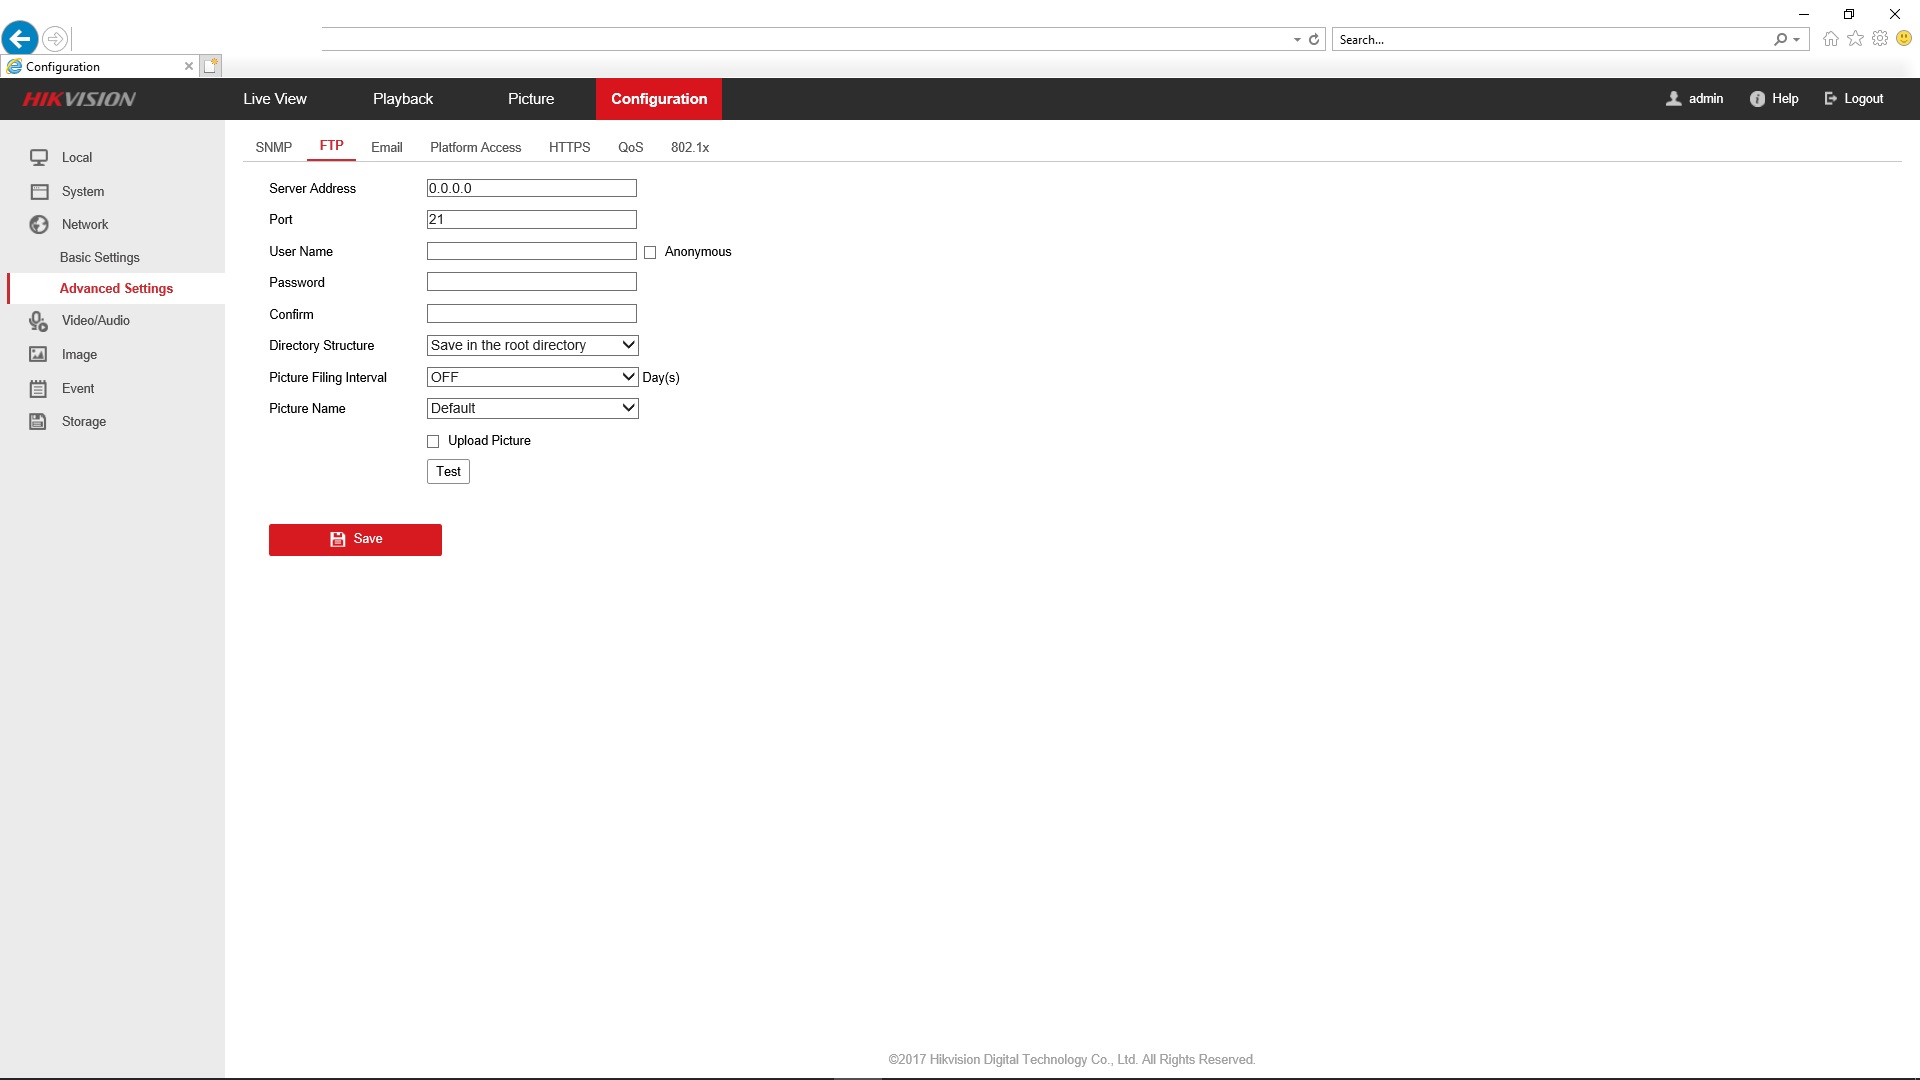 Search...
Configuration
HIKVISION Live View Playback Picture Configuration admin Help Logout
SNMP FTP Email Platform Access HTTPS QoS 802.1x
Local
System
Network
Basic Settings
Advanced Settings
Video/Audio
Image
Event
Storage
Server Address 0.0.0.0
Port 21
User Name Anonymous
Password
Confirm
Directory Structure Save in the root directory
Picture Filing Interval OFF Day(s)
Picture Name Default
Upload Picture
Test
Save
©2017 Hikvision Digital Technology Co., Ltd. All Rights Reserved.